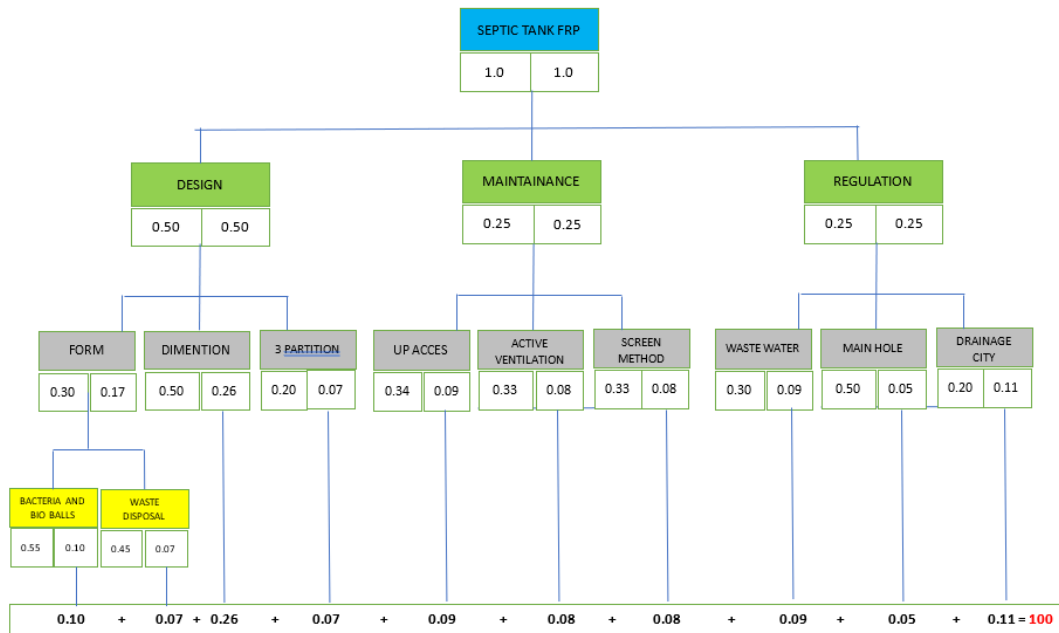 SEPTIC TANK FRP
1.0 1.0
DESIGN MAINTAINANCE REGULATION
0.50 0.50 0.25 0.25 0.25 0.25
FORM DIMENTION 3 PARTITION UP ACCES ACTIVE VENTILATION SCREEN METHOD WASTE WATER MAIN HOLE DRAINAGE CITY
0.30 0.17 0.50 0.26 0.20 0.07 0.34 0.09 0.33 0.08 0.33 0.08 0.30 0.09 0.50 0.05 0.20 0.11
BACTERIA AND BIO BALLS WASTE DISPOSAL
0.55 0.10 0.45 0.07
0.10 + 0.07 + 0.26 + 0.07 + 0.09 + 0.08 + 0.08 + 0.09 + 0.05 + 0.11 = 100